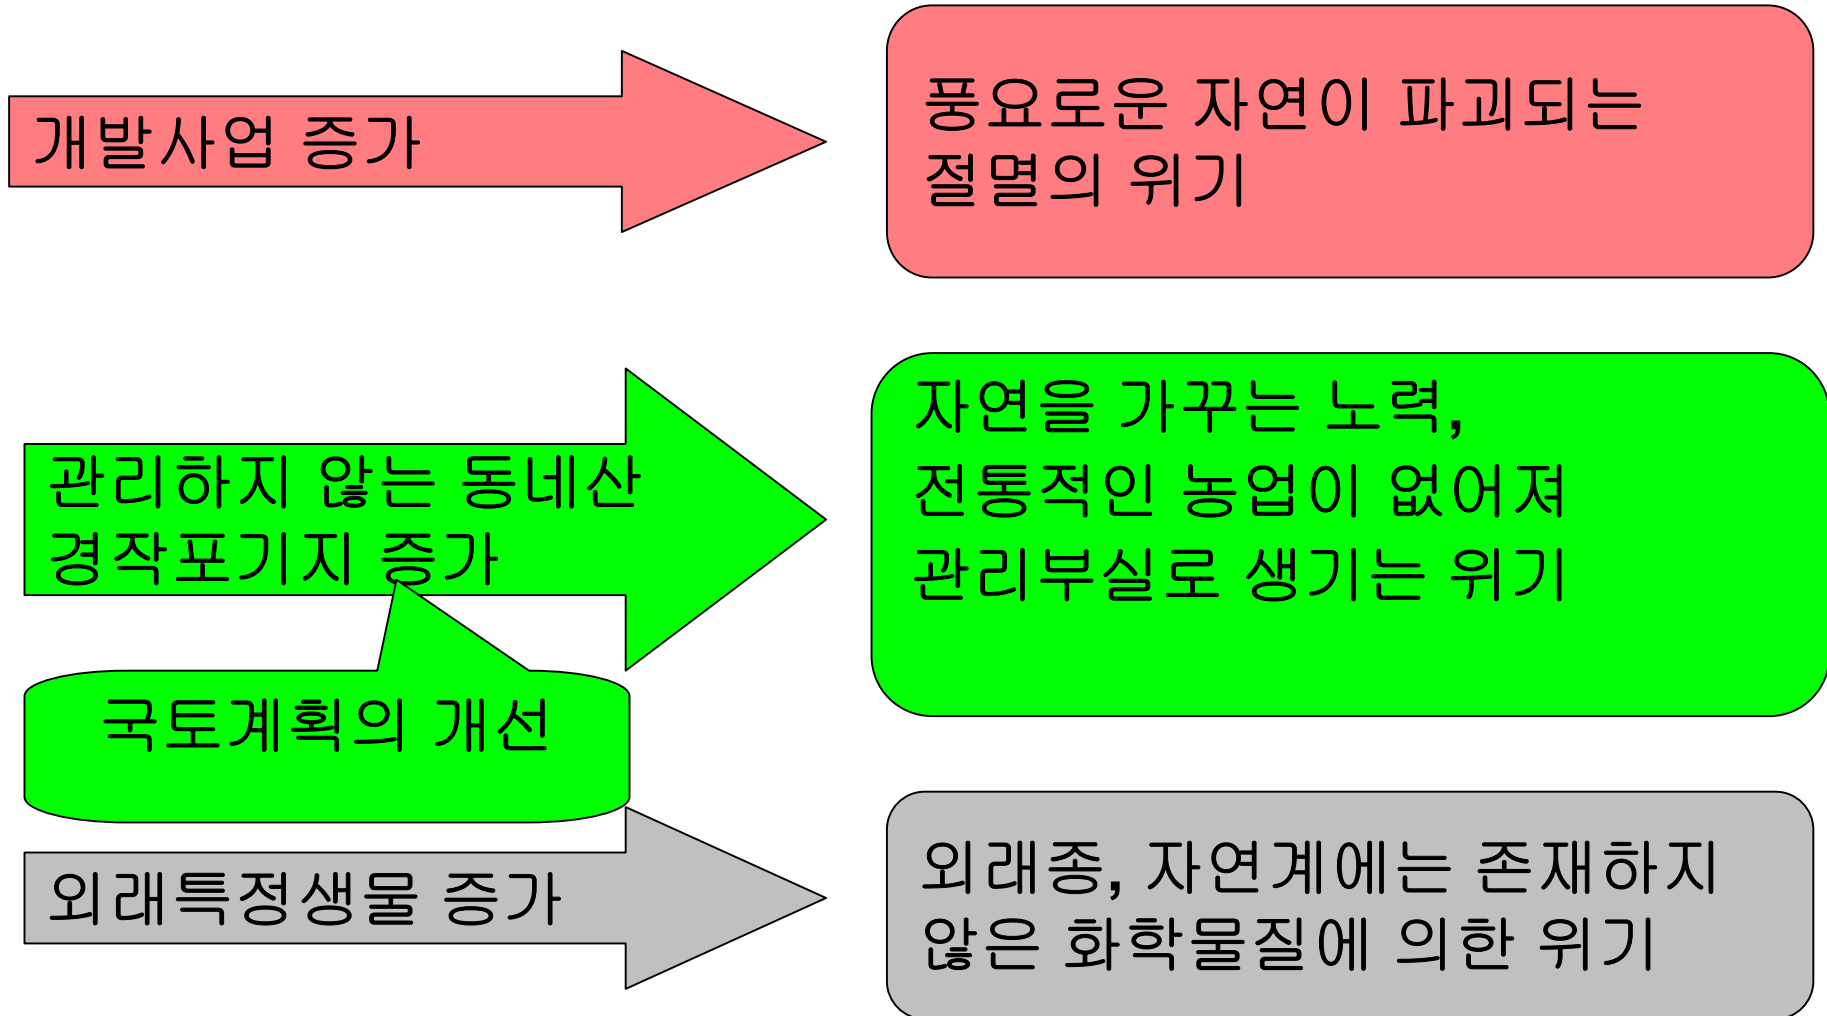 개발사업 증가
풍요로운 자연이 파괴되는
절멸의 위기
관리하지 않는 동네산
경작포기지 증가
국토계획의 개선
자연을 가꾸는 노력,
전통적인 농업이 없어져
관리부실로 생기는 위기
외래특정생물 증가
외래종, 자연계에는 존재하지
않은 화학물질에 의한 위기